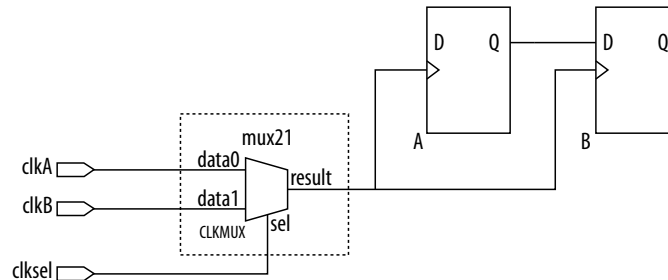 D Q
D Q
A
B
mux21
clkA
data0
result
clkB
data1
CLKMUX
sel
clksel